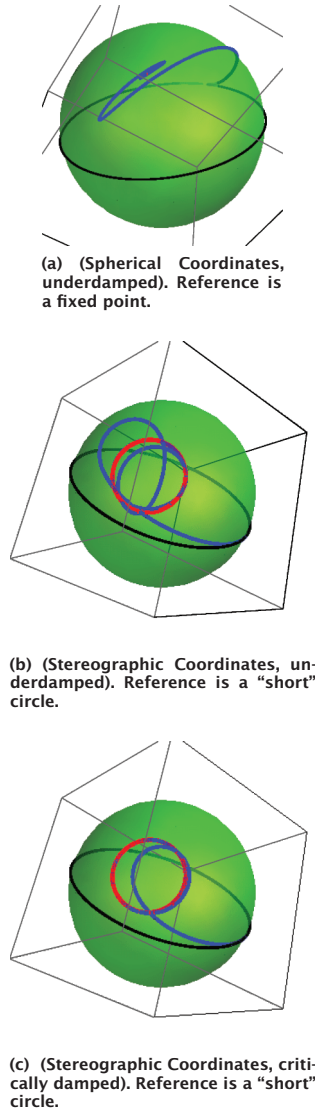 (a) (Spherical Coordinates,
underdamped). Reference is
a fixed point.
(b) (Stereographic Coordinates, un-
derdamped). Reference is a “short”
circle.
(c) (Stereographic Coordinates, criti-
cally damped). Reference is a “short”
circle.